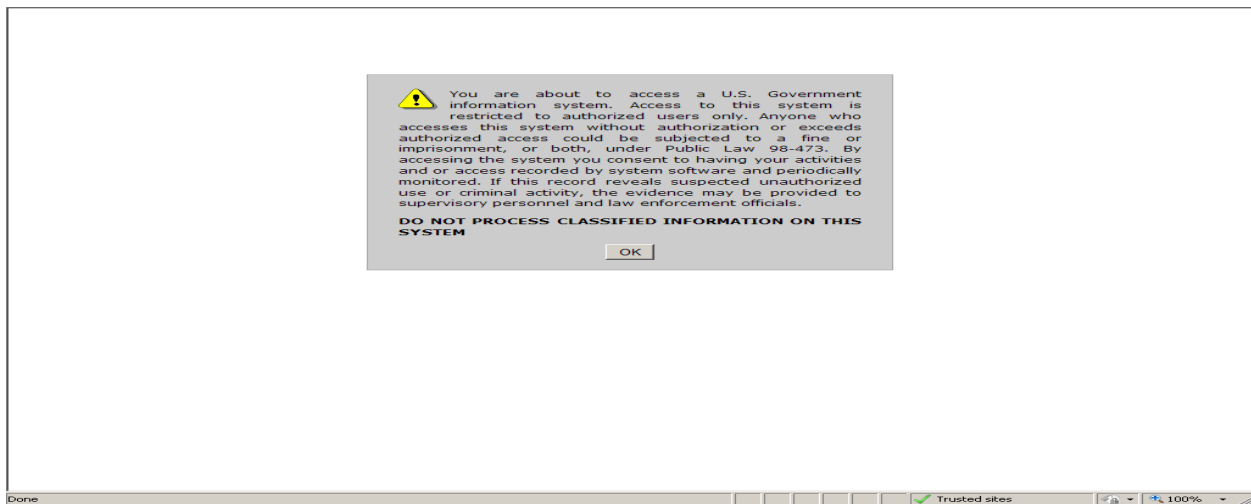 You are about to access a U.S. Government
information system. Access to this system is
restricted to authorized users only. Anyone who
accesses this system without authorization or exceeds
authorized access could be subjected to a fine or
imprisonment, or both, under Public Law 98-473. By
accessing the system you consent to having your activities
and or access recorded by system software and periodically
monitored. If this record reveals suspected unauthorized
use or criminal activity, the evidence may be provided to
supervisory personnel and law enforcement officials.
DO NOT PROCESS CLASSIFIED INFORMATION ON THIS
SYSTEM
OK
Done
Trusted sites
100%